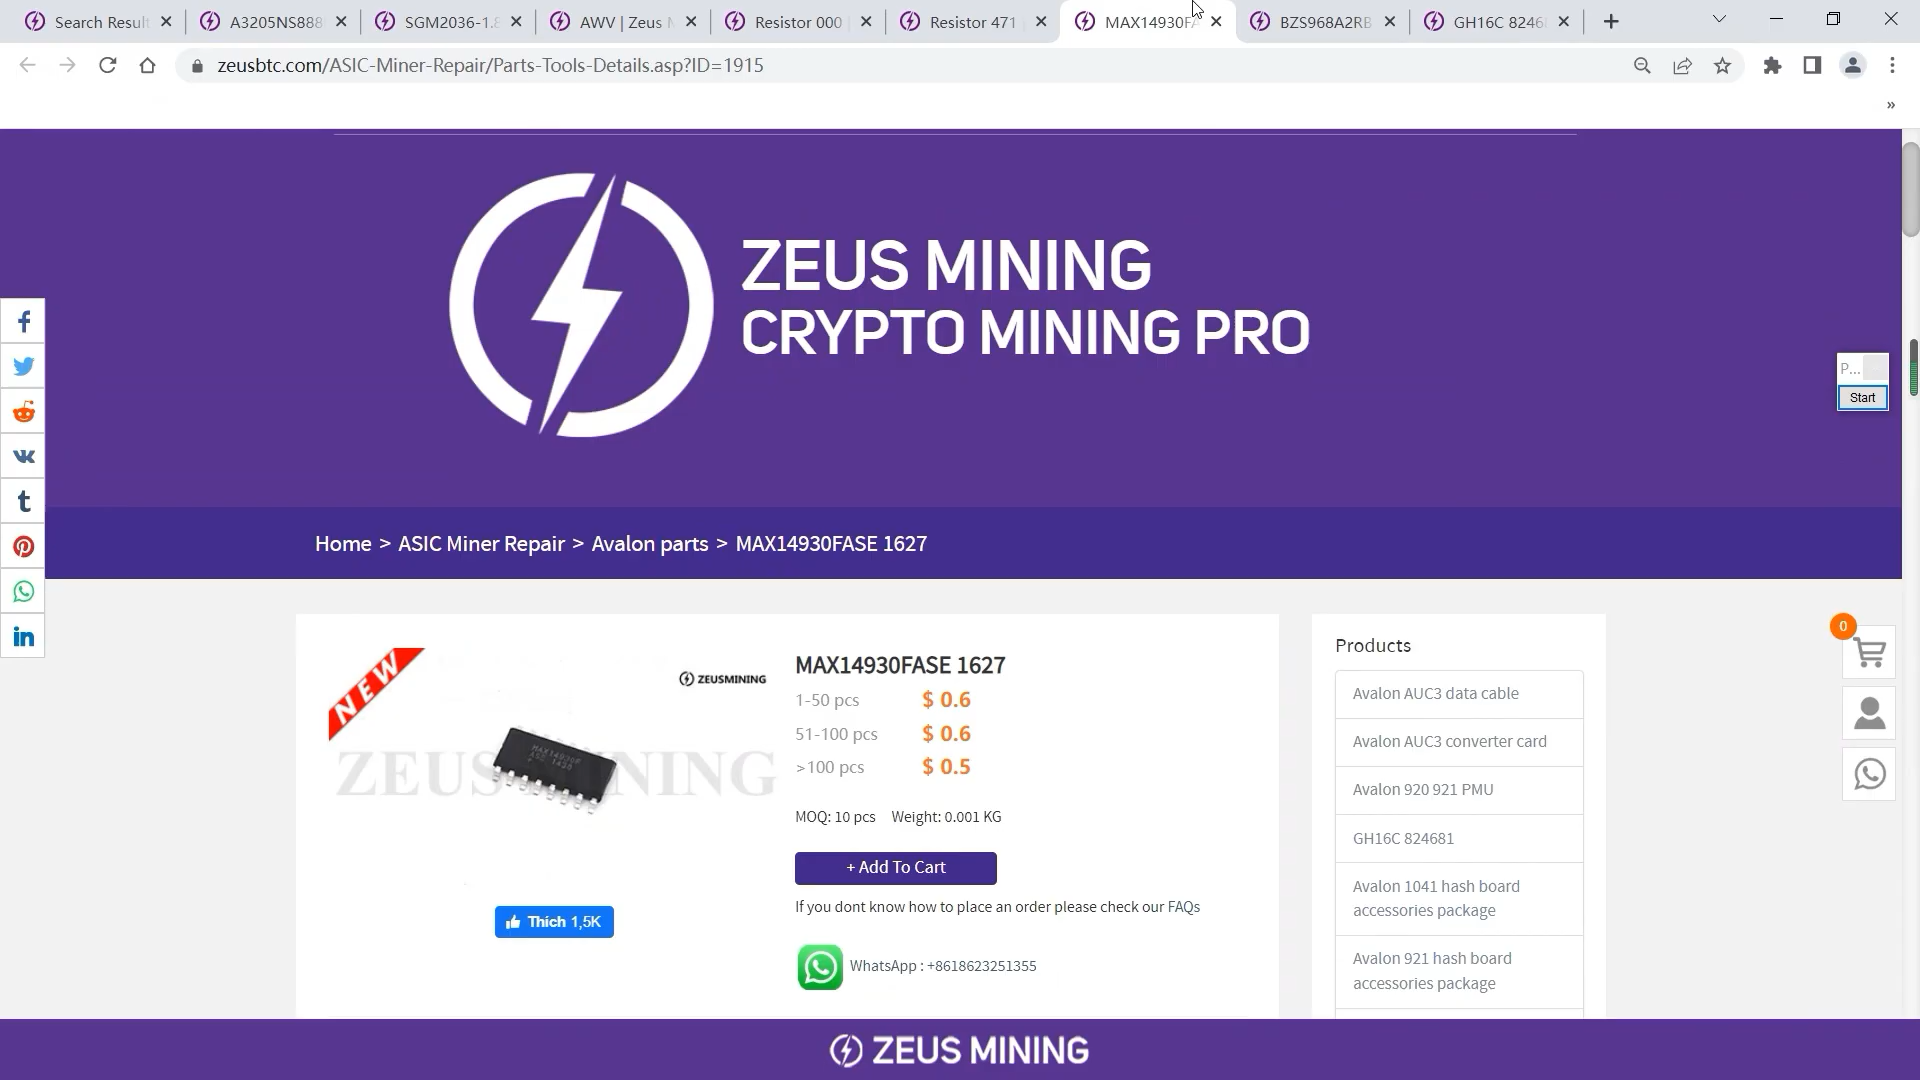 Search Result
A3205NS888
SGM2036-1.8
AWV | Zeus M
Resistor 000
Resistor 471
MAX14930FA
BZS968A2RB
GH16C 8246
zeusbtc.com/ASIC-Miner-Repair/Parts-Tools-Details.asp?ID=1915
»
ZEUS MINING
CRYPTO MINING PRO
P...
Start
Home > ASIC Miner Repair > Avalon parts > MAX14930FASE 1627
NEW
ZEUSMINING
ZEUS MINING
MAX14930F
Thích 1,5K
MAX14930FASE 1627
1-50 pcs $ 0.6
51-100 pcs $ 0.6
>100 pcs $ 0.5
MOQ: 10 pcs Weight: 0.001 KG
+ Add To Cart
If you dont know how to place an order please check our FAQs
WhatsApp : +8618623251355
Products
Avalon AUC3 data cable
Avalon AUC3 converter card
Avalon 920 921 PMU
GH16C 824681
Avalon 1041 hash board
accessories package
Avalon 921 hash board
accessories package
0
ZEUS MINING